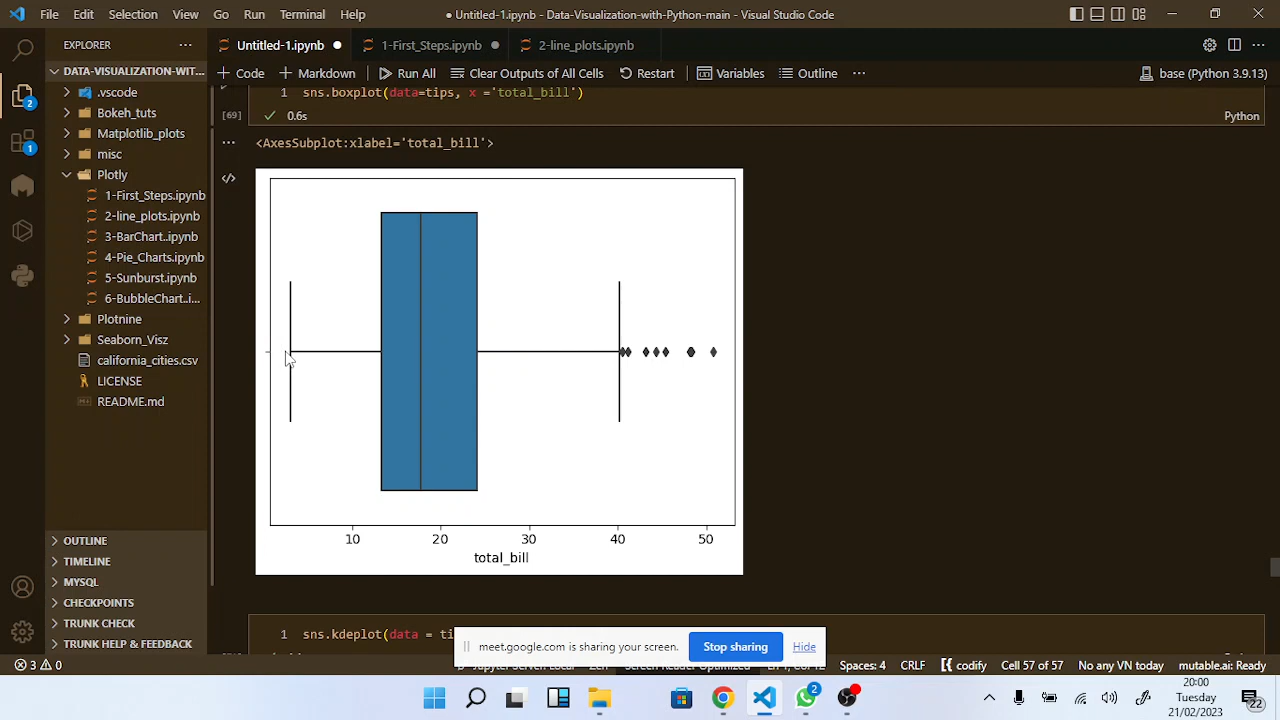 File Edit Selection View Go Run Terminal Help
● Untitled-1.ipynb - Data-Visualization-with-Python-main - Visual Studio Code
EXPLORER
Untitled-1.ipynb ● 1-First_Steps.ipynb ● 2-line_plots.ipynb
DATA-VISUALIZATION-WIT...
+ Code + Markdown Run All Clear Outputs of All Cells Restart Variables Outline ... base (Python 3.9.13)
.vscode
Bokeh_tuts
Matplotlib_plots
misc
Plotly
1-First_Steps.ipynb
2-line_plots.ipynb
3-BarChart..ipynb
4-Pie_Charts.ipynb
5-Sunburst.ipynb
6-BubbleChart..i...
Plotnine
Seaborn_Visz
california_cities.csv
LICENSE
README.md
OUTLINE
TIMELINE
MYSQL
CHECKPOINTS
TRUNK CHECK
TRUNK HELP & FEEDBACK
1 sns.boxplot(data=tips, x ='total_bill')
[69] 0.6s Python
<AxesSubplot:xlabel='total_bill'>
10 20 30 40 50
total_bill
1 sns.kdeplot(data = ti
meet.google.com is sharing your screen. Stop sharing Hide
3 0 Spaces: 4 CRLF codify Cell 57 of 57 No any VN today mutable.ai: Ready
2
1
2
20:00
Tuesday
21/02/2023
22